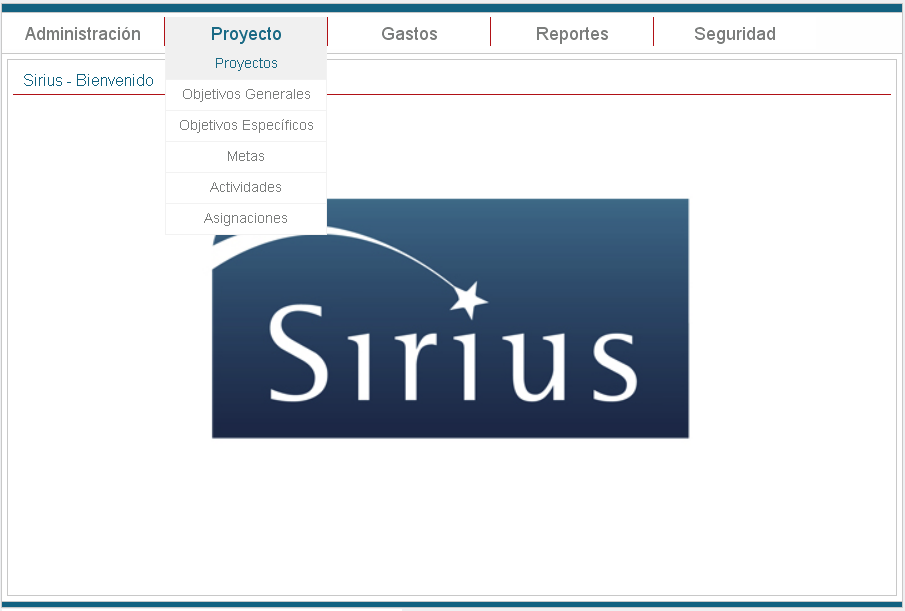 Administración Proyecto Gastos Reportes Seguridad
Proyectos
Sirius - Bienvenido
Objetivos Generales
Objetivos Específicos
Metas
Actividades
Asignaciones
Sirius